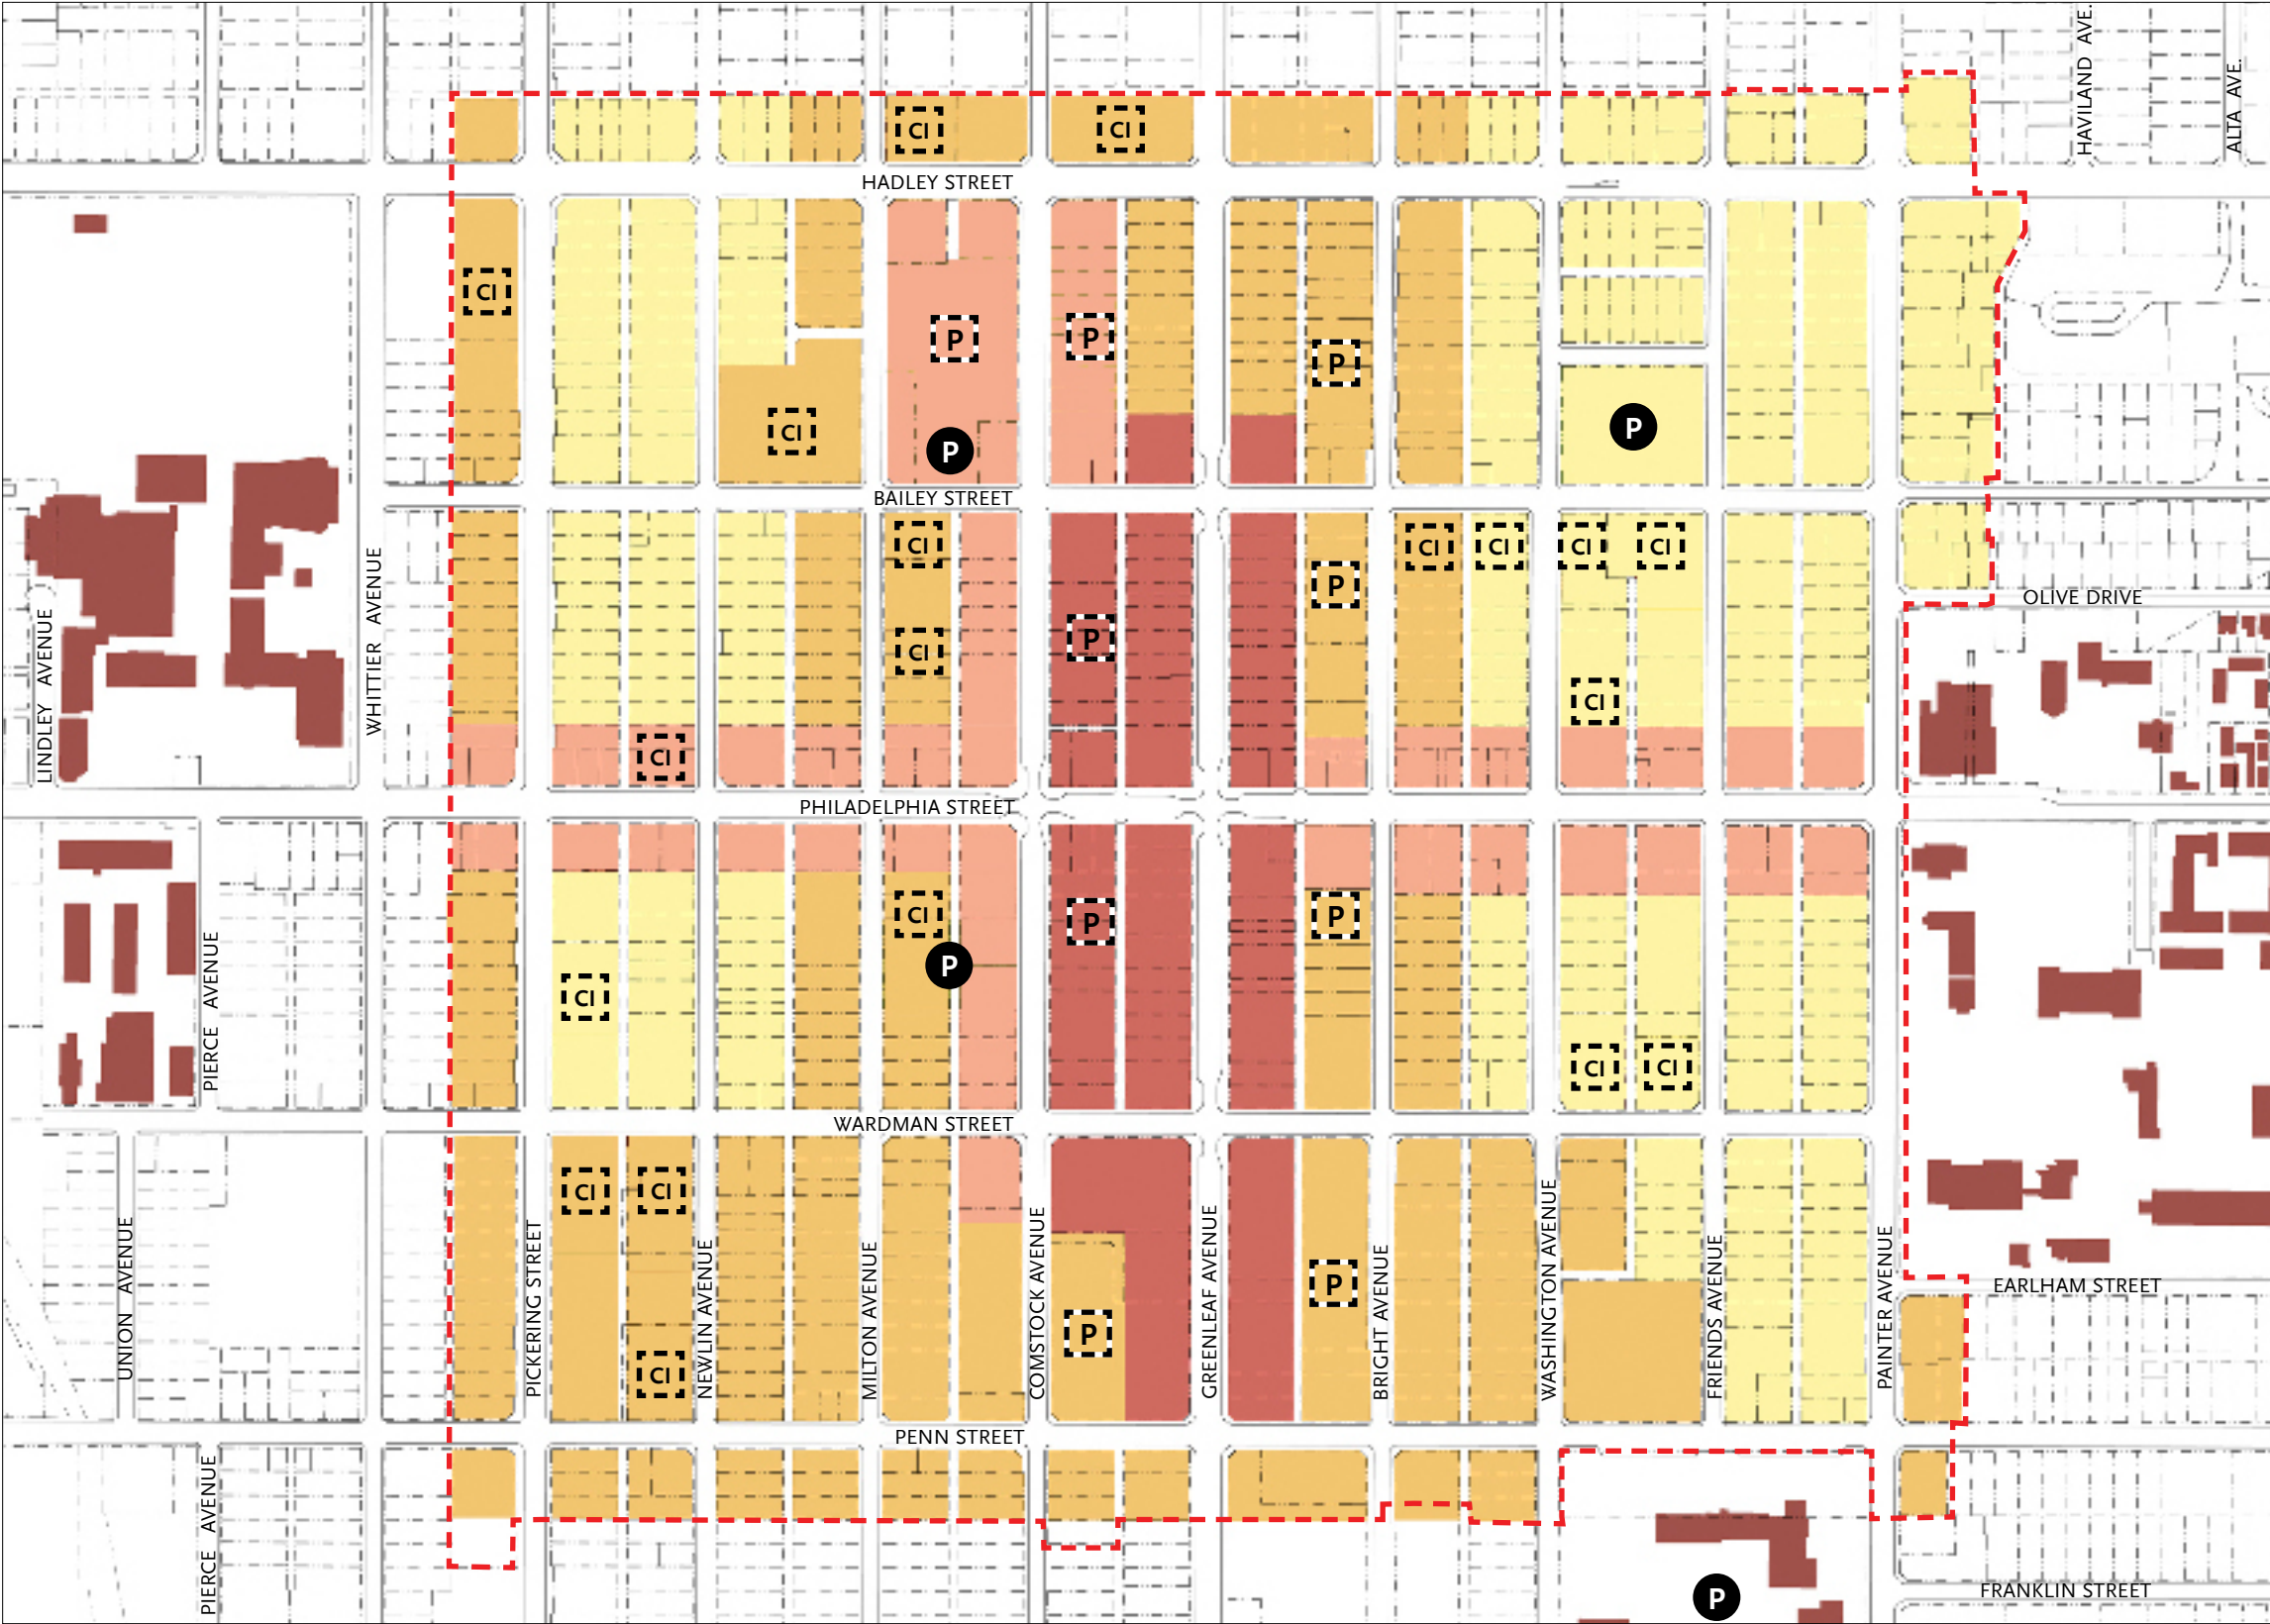 HAVILAND AVE.
ALTA AVE.
CI
CI
HADLEY STREET
CI
P
P
P
CI
P
P
BAILEY STREET
CI
CI
CI
CI
CI
P
WHITTIER AVENUE
OLIVE DRIVE
LINDLEY AVENUE
P
CI
CI
CI
PHILADELPHIA STREET
CI
P
P
P
CI
PIERCE AVENUE
CI
CI
WARDMAN STREET
CI
CI
P
P
CI
UNION AVENUE
PICKERING STREET
NEWLIN AVENUE
MILTON AVENUE
COMSTOCK AVENUE
GREENLEAF AVENUE
BRIGHT AVENUE
WASHINGTON AVENUE
FRIENDS AVENUE
PAINTER AVENUE
EARLHAM STREET
PENN STREET
PIERCE AVENUE
FRANKLIN STREET
P